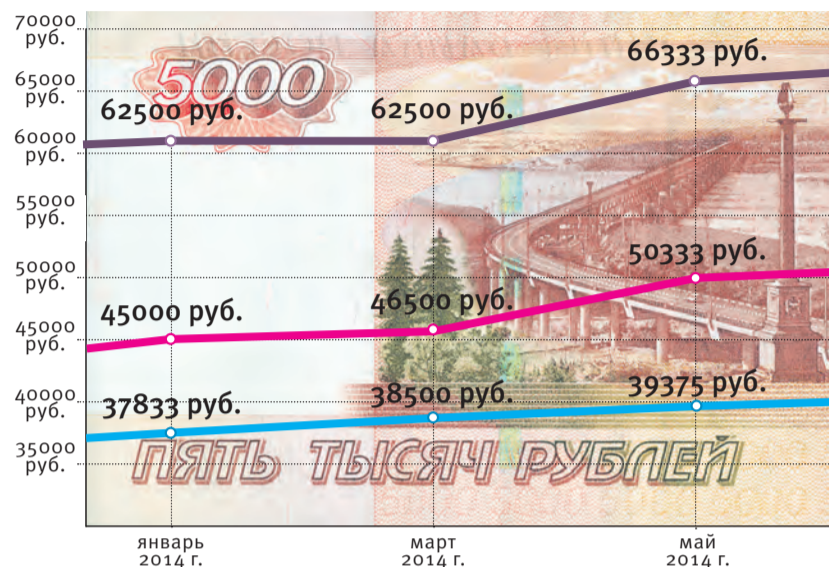 70000
руб.
65000
руб.
60000
руб.
55000
руб.
50000
руб.
45000
руб.
40000
руб.
35000
руб.
5000
62500 руб.
62500 руб.
66333 руб.
45000 руб.
46500 руб.
50333 руб.
37833 руб.
38500 руб.
39375 руб.
ПЯТЬ ТЫСЯЧ РУБЛЕЙ
январь
2014 г.
март
2014 г.
май
2014 г.